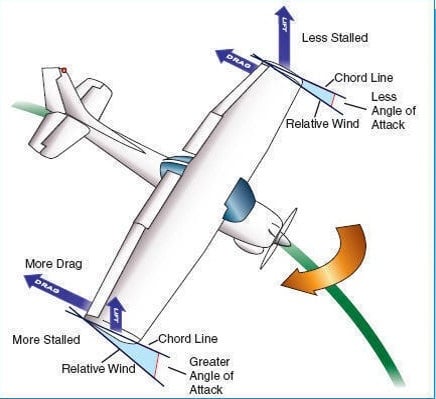 LIFT
Less Stalled
DRAG
Chord Line
Less
Angle of
Attack
Relative Wind
More Drag
DRAG
LIFT
More Stalled
Chord Line
Relative Wind
Greater
Angle of
Attack